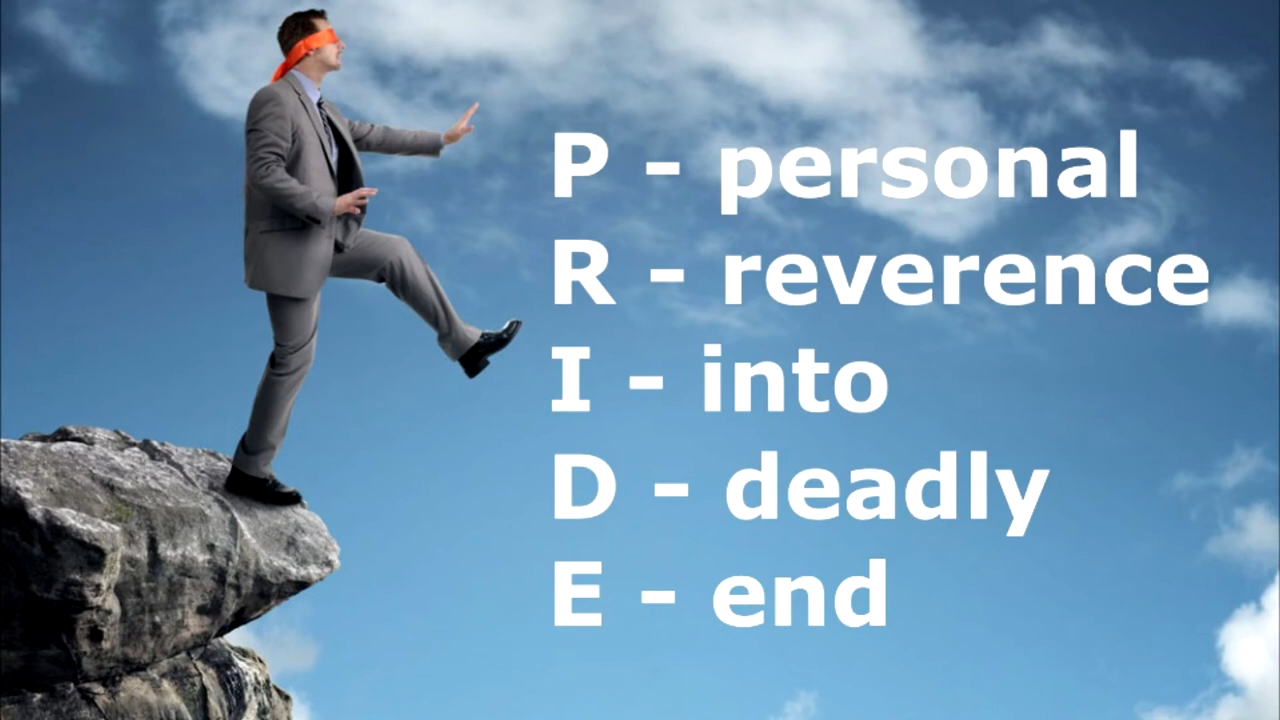 P - personal
R - reverence
I - into
D - deadly
E - end